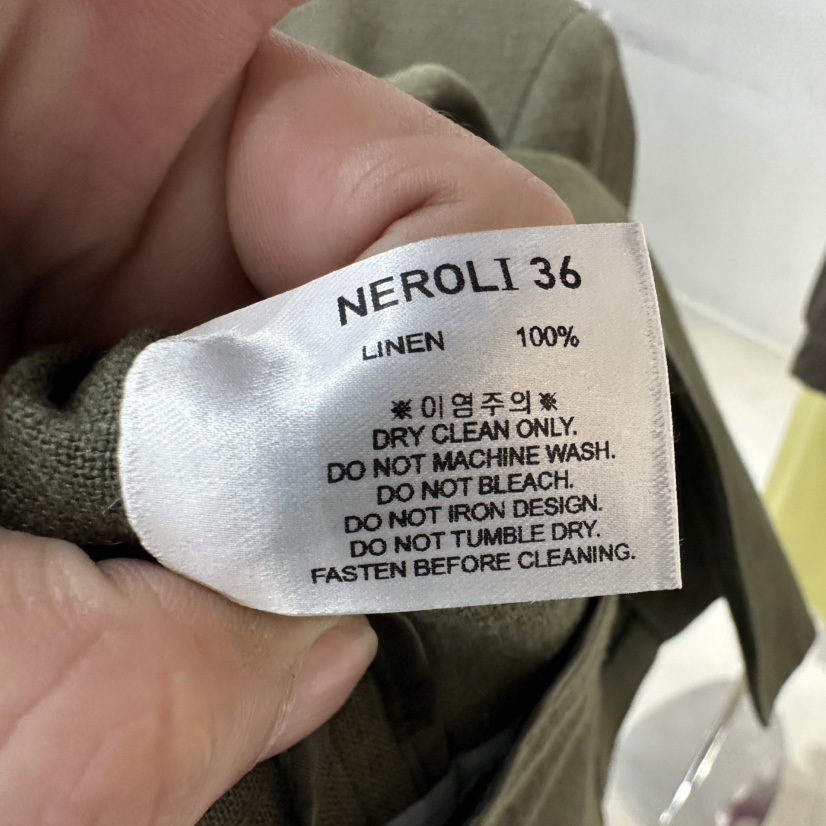 NEROLI 36
LINEN 100%
※이염주의※
DRY CLEAN ONLY.
DO NOT MACHINE WASH.
DO NOT BLEACH.
DO NOT IRON DESIGN.
DO NOT TUMBLE DRY.
FASTEN BEFORE CLEANING.